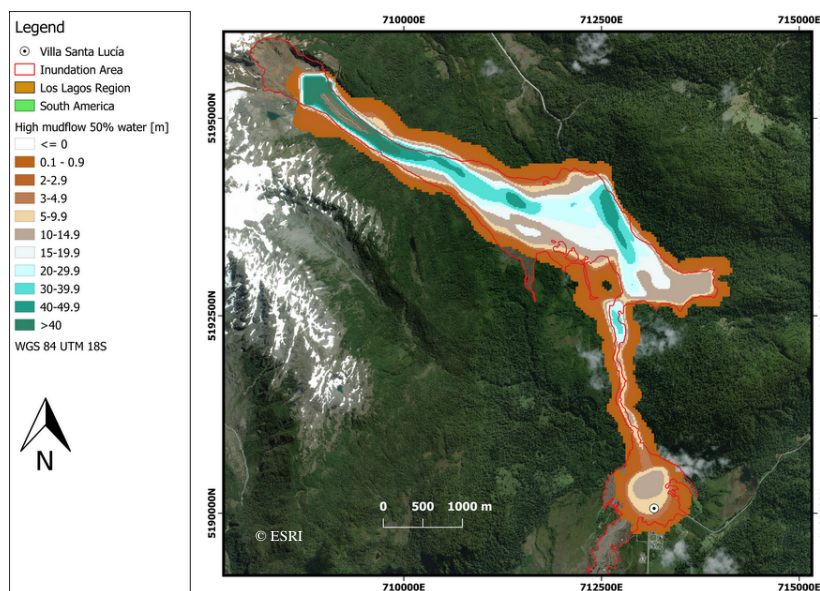 Legend
Villa Santa Lucía
Inundation Area
Los Lagos Region
South America
High mudflow 50% water [m]
<= 0
0.1 - 0.9
2-2.9
3-4.9
5-9.9
10-14.9
15-19.9
20-29.9
30-39.9
40-49.9
>40
WGS 84 UTM 18S
N
710000E 712500E 715000E
5195000N
5192500N
5190000N
0 500 1000 m
© ESRI
5195000N
5192500N
5190000N
710000E 712500E 715000E